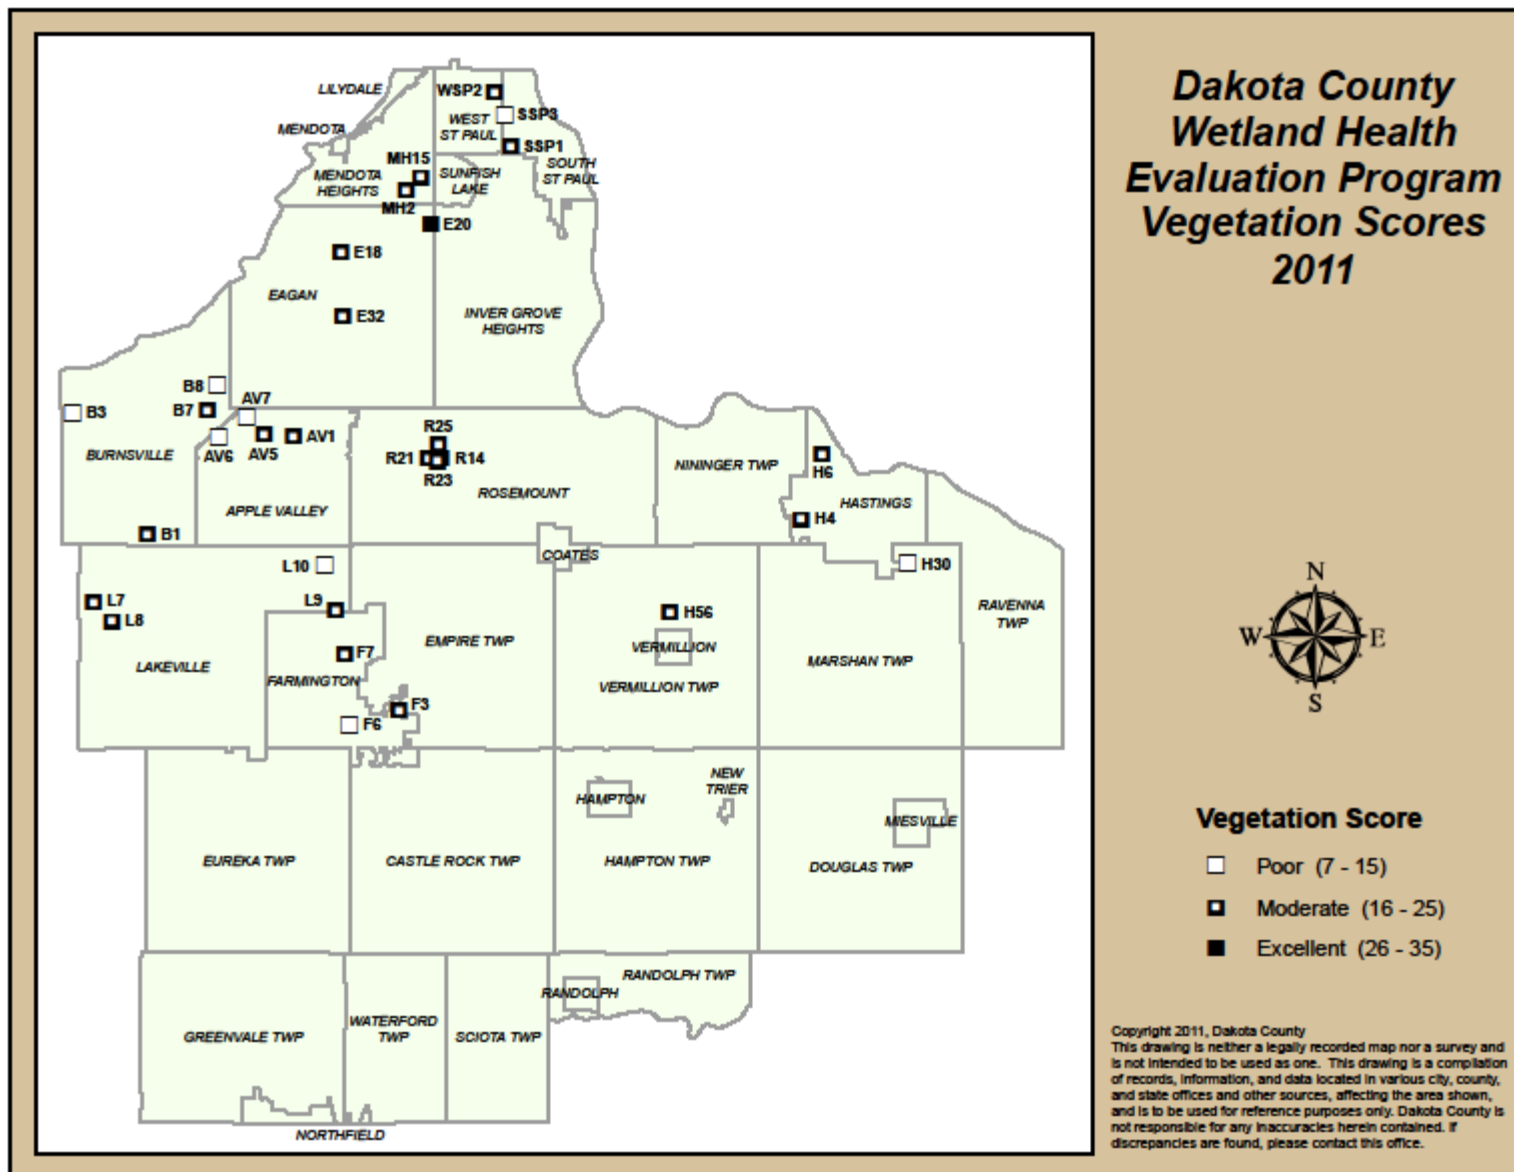 Dakota County
Wetland Health
Evaluation Program
Vegetation Scores
2011
LILYDALE
WSP2
MENDOTA
WEST
ST PAUL
SSP3
SSP1
MH15
MENDOTA
HEIGHTS
SUNFISH
LAKE
SOUTH
ST PAUL
MH2
E20
E18
EAGAN
E32
INVER GROVE
HEIGHTS
B8
AV7
B3
B7
AV6
AV5
AV1
BURNSVILLE
R25
R21
R14
R23
ROSEMOUNT
NININGER TWP
H6
HASTINGS
H4
APPLE VALLEY
B1
COATES
L10
H30
L7
L8
L9
H56
RAVENNA
TWP
EMPIRE TWP
VERMILLION
LAKEVILLE
F7
FARMINGTON
MARSHAN TWP
VERMILLION TWP
F3
F6
HAMPTON
NEW
TRIER
MIESVILLE
EUREKA TWP
CASTLE ROCK TWP
HAMPTON TWP
DOUGLAS TWP
RANDOLPH TWP
RANDOLPH
GREENVALE TWP
WATERFORD
TWP
SCIOTA TWP
NORTHFIELD
N
W
E
S
Vegetation Score
Poor (7 - 15)
Moderate (16 - 25)
Excellent (26 - 35)
Copyright 2011, Dakota County
This drawing is neither a legally recorded map nor a survey and
is not intended to be used as one. This drawing is a compilation
of records, information, and data located in various city, county,
and state offices and other sources, affecting the area shown,
and is to be used for reference purposes only. Dakota County is
not responsible for any inaccuracies herein contained. If
discrepancies are found, please contact this office.